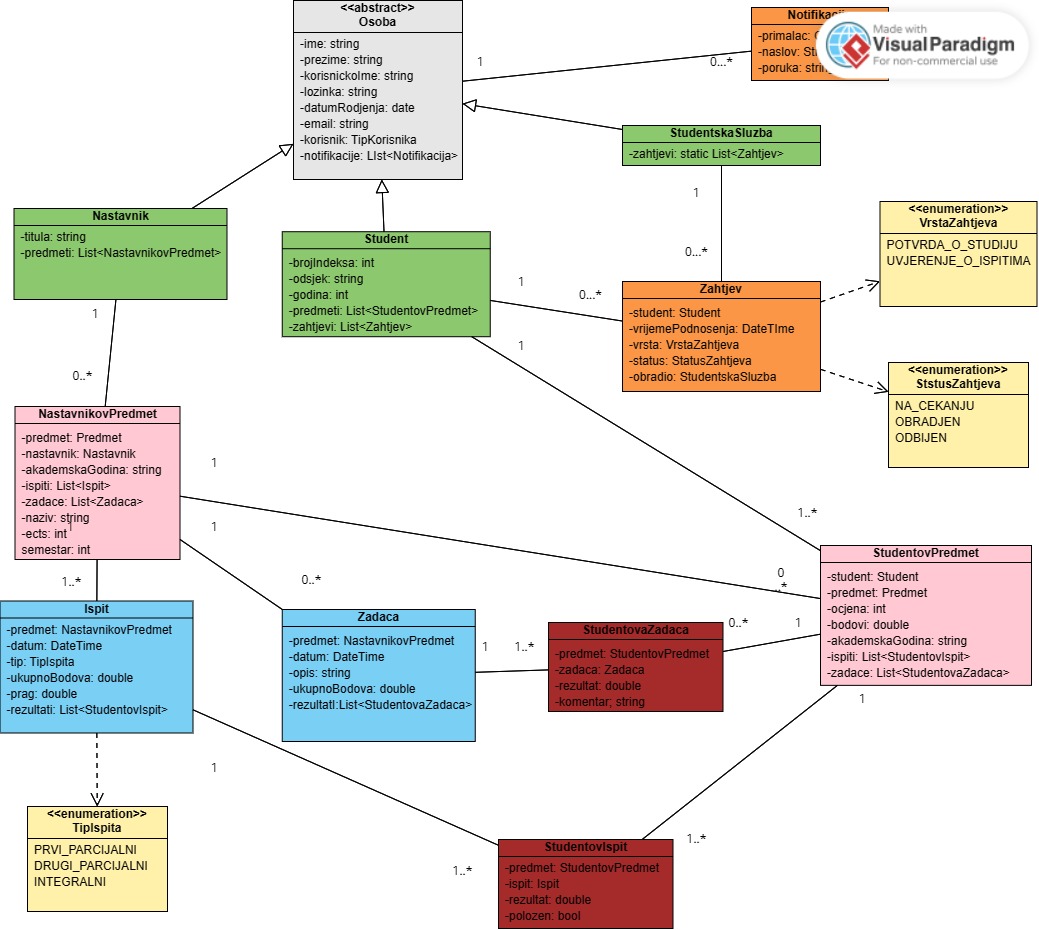 <<abstract>>
Osoba
-ime: string
-prezime: string
-korisnickoIme: string
-lozinka: string
-datumRodjenja: date
-email: string
-korisnik: TipKorisnika
-notifikacije: LIst<Notifikacija>
1
0..*
-primalac:
-naslov:
-poruka:
Made with
Visual Paradigm
For non-commercial use
StudentskaSluzba
-zahtjevi: static List<Zahtjev>
1
0..*
Nastavnik
-titula: string
-predmeti: List<NastavnikovPredmet>
1
0..*
Student
-brojIndeksa: int
-odsjek: string
-godina: int
-predmeti: List<StudentovPredmet>
-zahtjevi: List<Zahtjev>
1
0...*
1
1..*
Zahtjev
-student: Student
-vrijemePodnosenja: DateTIme
-vrsta: VrstaZahtjeva
-status: StatusZahtjeva
-obradio: StudentskaSluzba
<<enumeration>>
VrstaZahtjeva
POTVRDA_O_STUDIJU
UVJERENJE_O_ISPITIMA
<<enumeration>>
StstusZahtjeva
NA_CEKANJU
OBRADJEN
ODBIJEN
NastavnikovPredmet
-predmet: Predmet
-nastavnik: Nastavnik
-akademskaGodina: string
-ispiti: List<Ispit>
-zadace: List<Zadaca>
-naziv: string
-ects: int
semestar: int
1
1
1
1..*
0..*
0
..*
StudentovPredmet
-student: Student
-predmet: Predmet
-ocjena: int
-bodovi: double
-akademskaGodina: string
-ispiti: List<StudentovIspit>
-zadace: List<StudentovaZadaca>
Ispit
-predmet: NastavnikovPredmet
-datum: DateTime
-tip: TipIspita
-ukupnoBodova: double
-prag: double
-rezultati: List<StudentovIspit>
Zadaca
-predmet: NastavnikovPredmet
-datum: DateTime
-opis: string
-ukupnoBodova: double
-rezultatI:List<StudentovaZadaca>
1
1..*
StudentovaZadaca
-predmet: StudentovPredmet
-zadaca: Zadaca
-rezultat: double
-komentar; string
0..*
1
1
1..*
1
1..*
<<enumeration>>
TipIspita
PRVI_PARCIJALNI
DRUGI_PARCIJALNI
INTEGRALNI
StudentovIspit
-predmet: StudentovPredmet
-ispit: Ispit
-rezultat: double
-polozen: bool